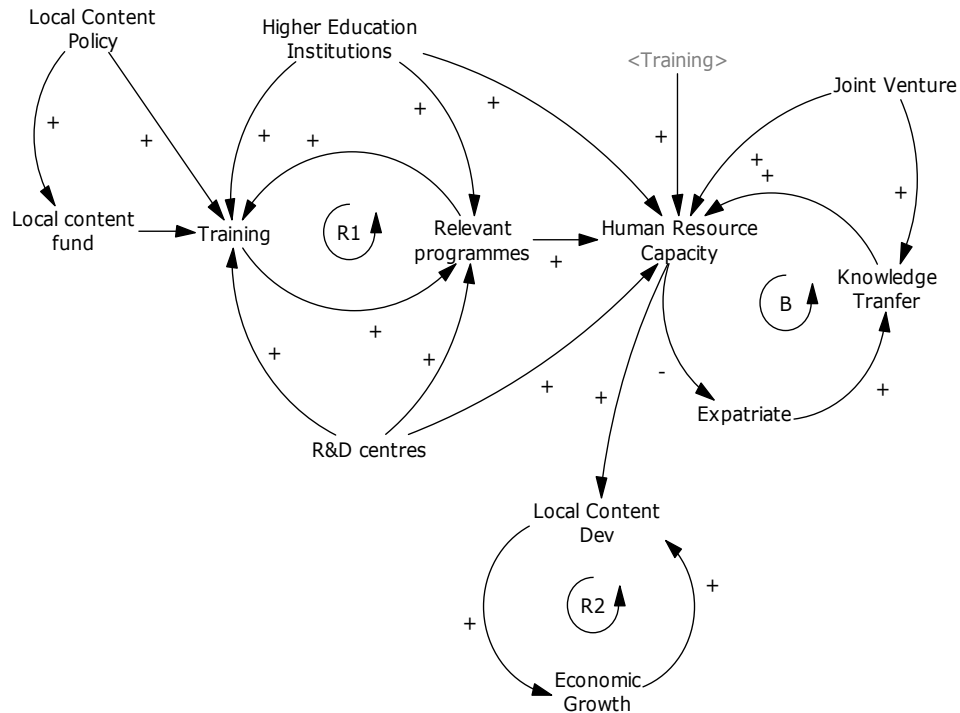 Local Content
Policy
Higher Education
Institutions
<Training>
Joint Venture
+
+
+
+
+
+
+
+
+
+
+
Local content
fund
Training
R1
Relevant
programmes
+
Human Resource
Capacity
Knowledge
Tranfer
B
+
+
+
+
+
-
+
Expatriate
R&D centres
Local Content
Dev
R2
+
+
Economic
Growth